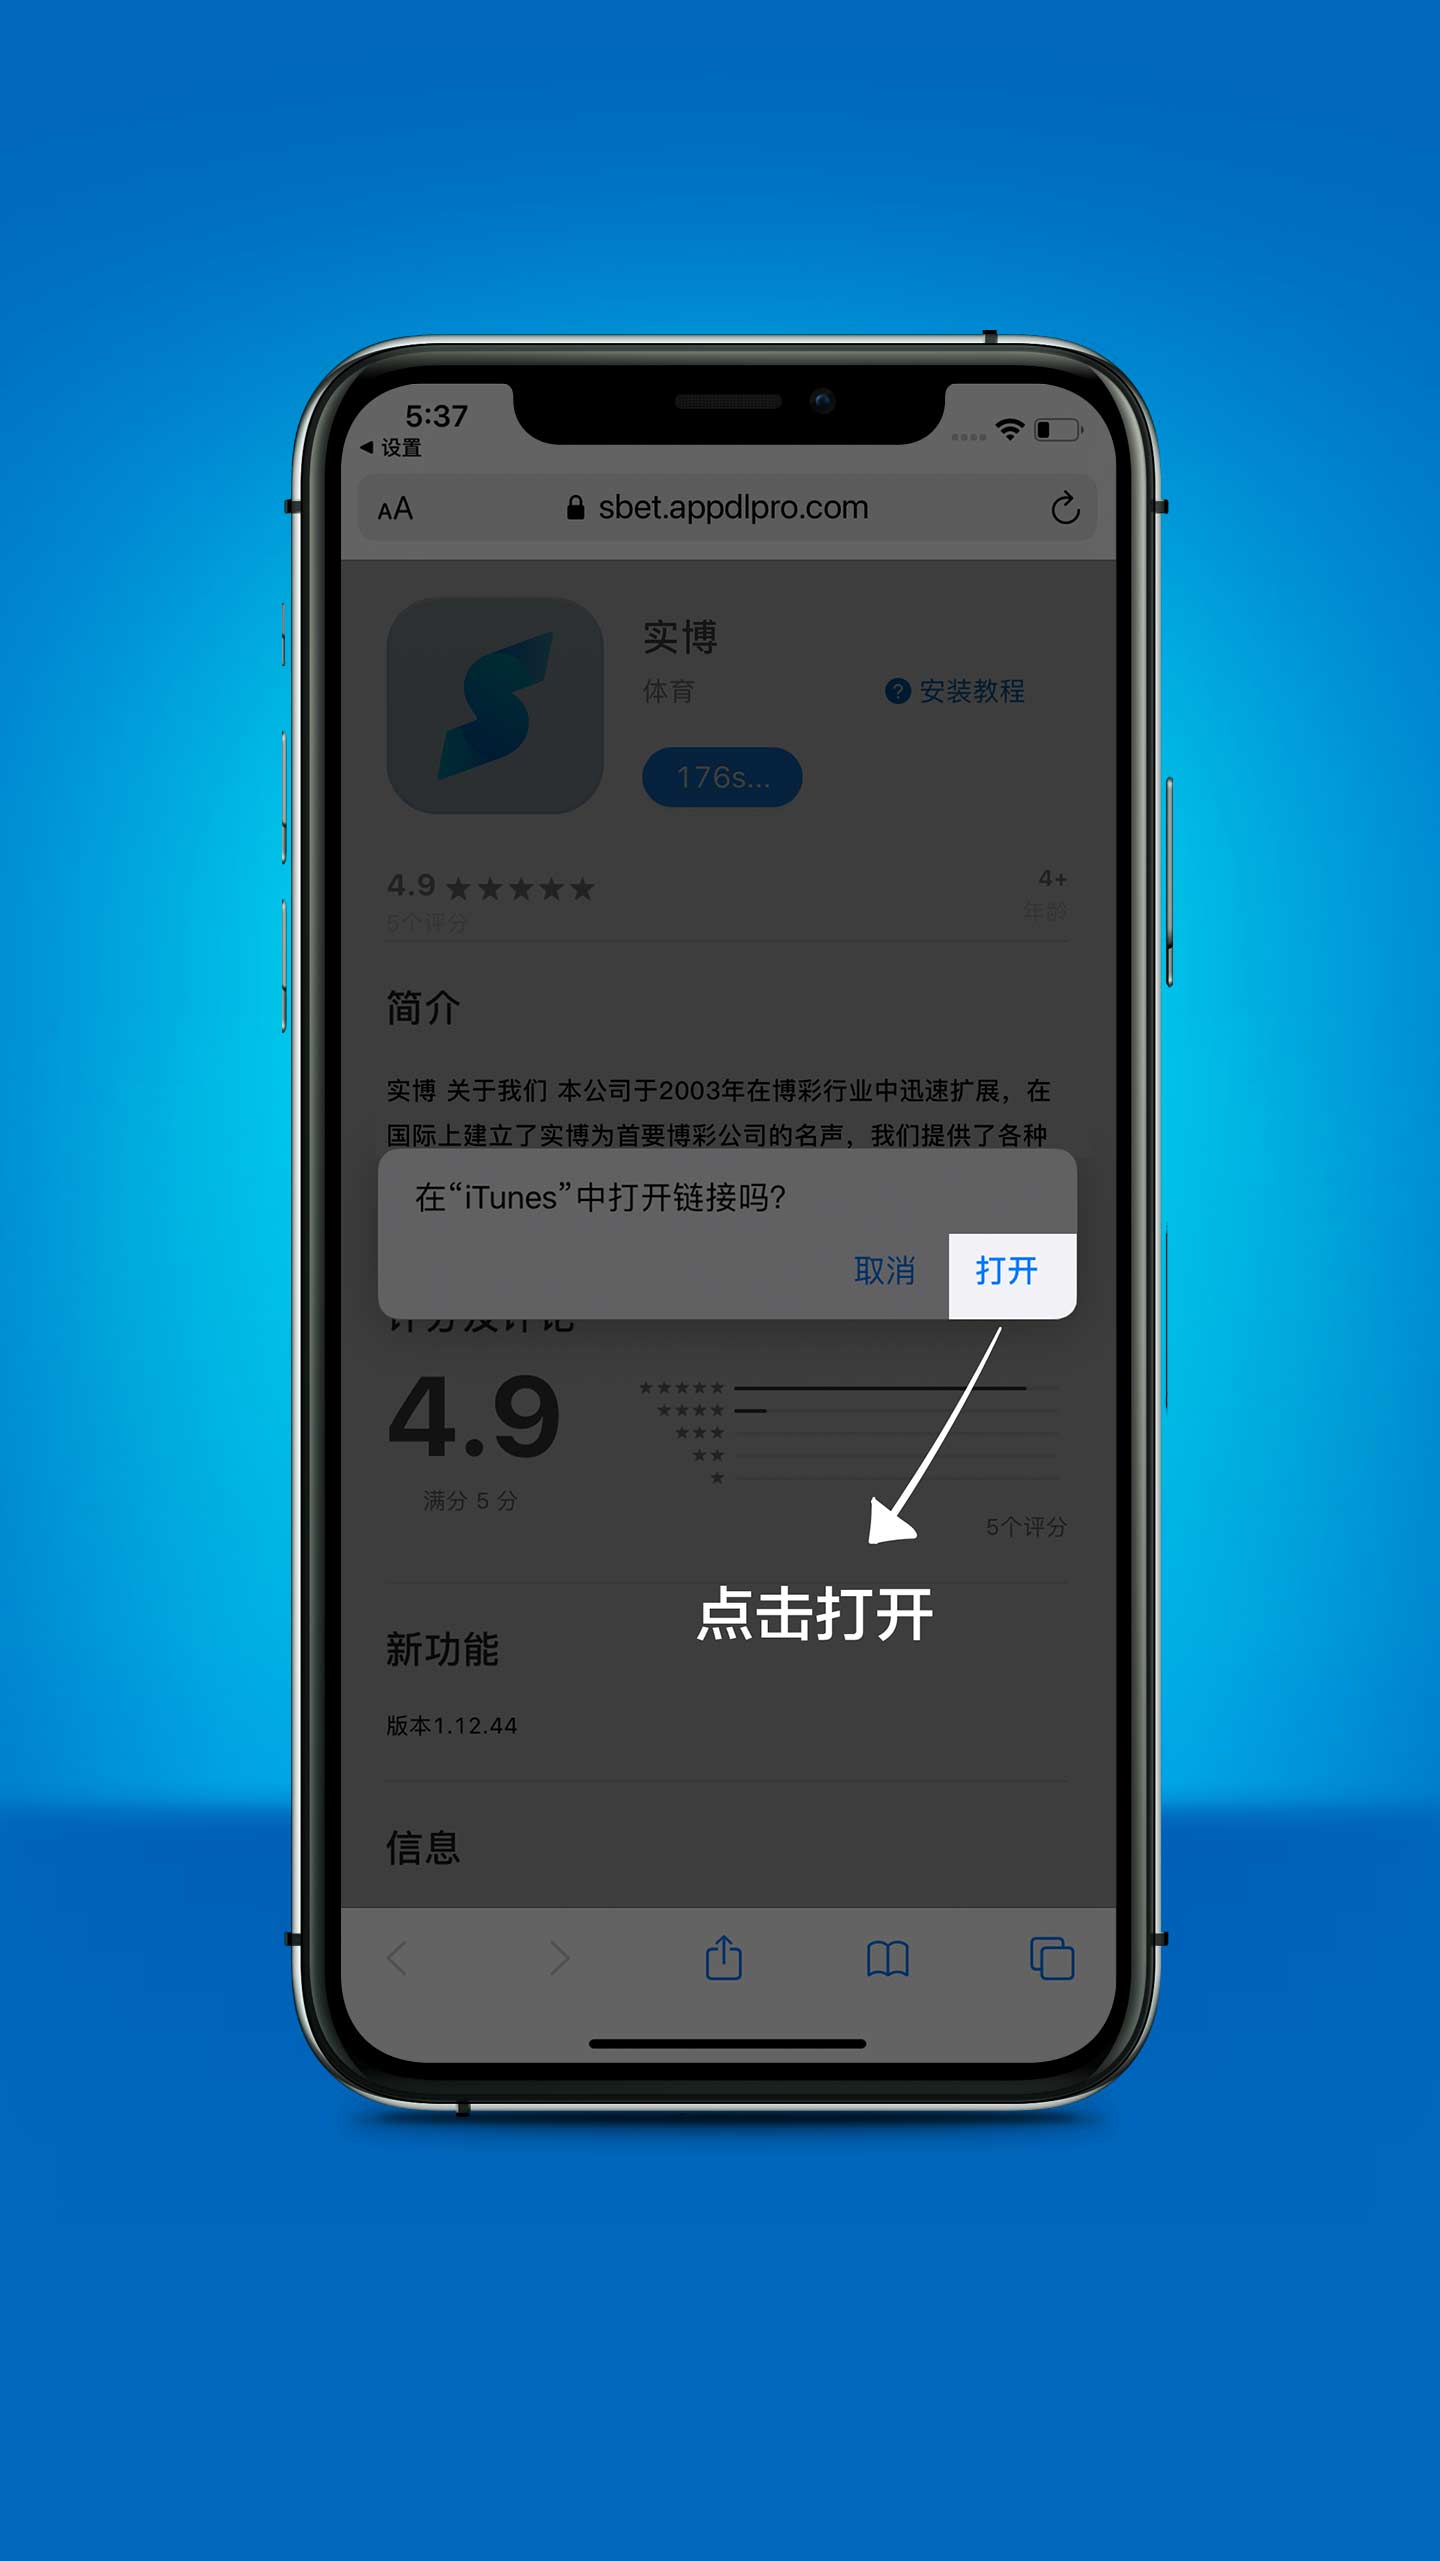 5:37
◀ 设置
AA
sbet.appdlpro.com
实博
体育
? 安装教程
176s...
4.9 ★★★★★
4+
5个评分
年龄
简介
实博 关于我们 本公司于2003年在博彩行业中迅速扩展，在
国际上建立了实博为首要博彩公司的名声，我们提供了各种
在“iTunes”中打开链接吗?
取消
打开
评分及评论
4.9
满分 5 分
5个评分
点击打开
新功能
版本1.12.44
信息